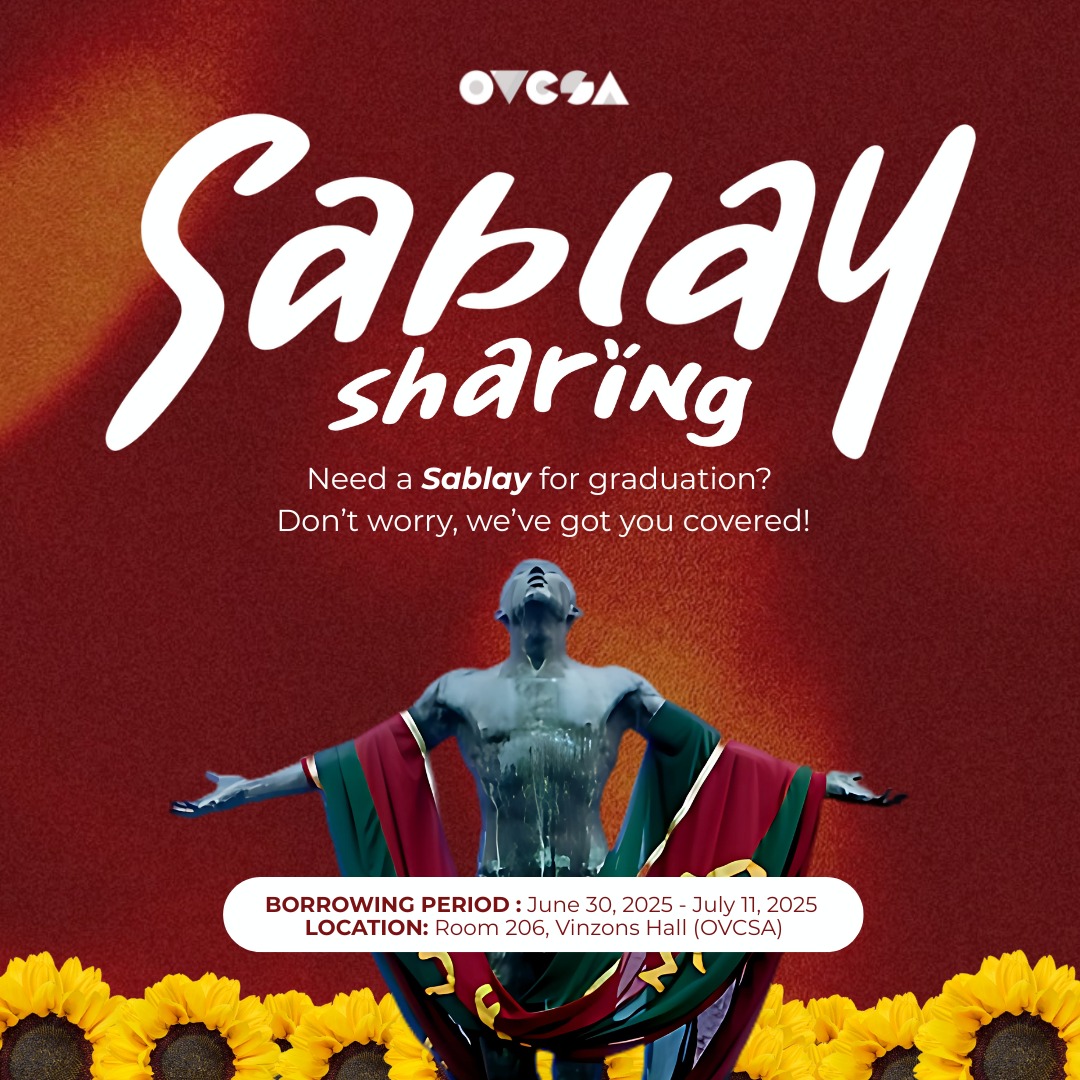 OVCSA
Sablay
sharing
Need a Sablay for graduation?
Don't worry, we've got you covered!
BORROWING PERIOD : June 30, 2025 - July 11, 2025
LOCATION: Room 206, Vinzons Hall (OVCSA)